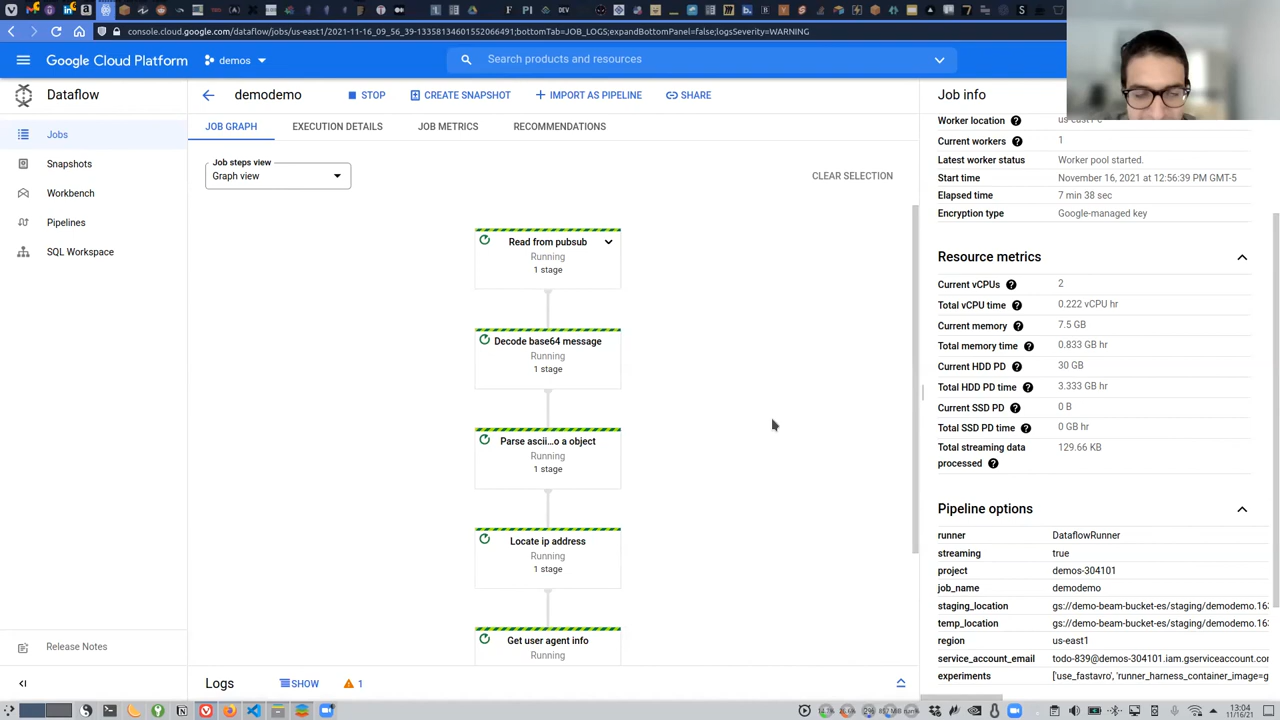 DEV
console.cloud.google.com/dataflow/jobs/us-east1/2021-11-16_09_56_39-13358134601552066491;bottomTab=JOB_LOGS;expandBottomPanel=false;logsSeverity=WARNING
Google Cloud Platform
demos
Search products and resources
Dataflow
demodemo
STOP
CREATE SNAPSHOT
IMPORT AS PIPELINE
SHARE
Jobs
Snapshots
Workbench
Pipelines
SQL Workspace
Release Notes
JOB GRAPH
EXECUTION DETAILS
JOB METRICS
RECOMMENDATIONS
Job steps view
Graph view
CLEAR SELECTION
Read from pubsub
Running
1 stage
Decode base64 message
Running
1 stage
Parse ascii...o a object
Running
1 stage
Locate ip address
Running
1 stage
Get user agent info
Running
Logs
SHOW
1
Job info
Worker location
Current workers 1
Latest worker status Worker pool started.
Start time November 16, 2021 at 12:56:39 PM GMT-5
Elapsed time 7 min 38 sec
Encryption type Google-managed key
Resource metrics
Current vCPUs 2
Total vCPU time 0.222 vCPU hr
Current memory 7.5 GB
Total memory time 0.833 GB hr
Current HDD PD 30 GB
Total HDD PD time 3.333 GB hr
Current SSD PD 0 B
Total SSD PD time 0 GB hr
Total streaming data 129.66 KB
processed
Pipeline options
runner DataflowRunner
streaming true
project demos-304101
job_name demodemo
staging_location gs://demo-beam-bucket-es/staging/demodemo.163
temp_location gs://demo-beam-bucket-es/staging/demodemo.163
region us-east1
service_account_email todo-839@demos-304101.iam.gserviceaccount.cor
experiments ['use_fastavro', 'runner_harness_container_image=g
13:04
11/16/21